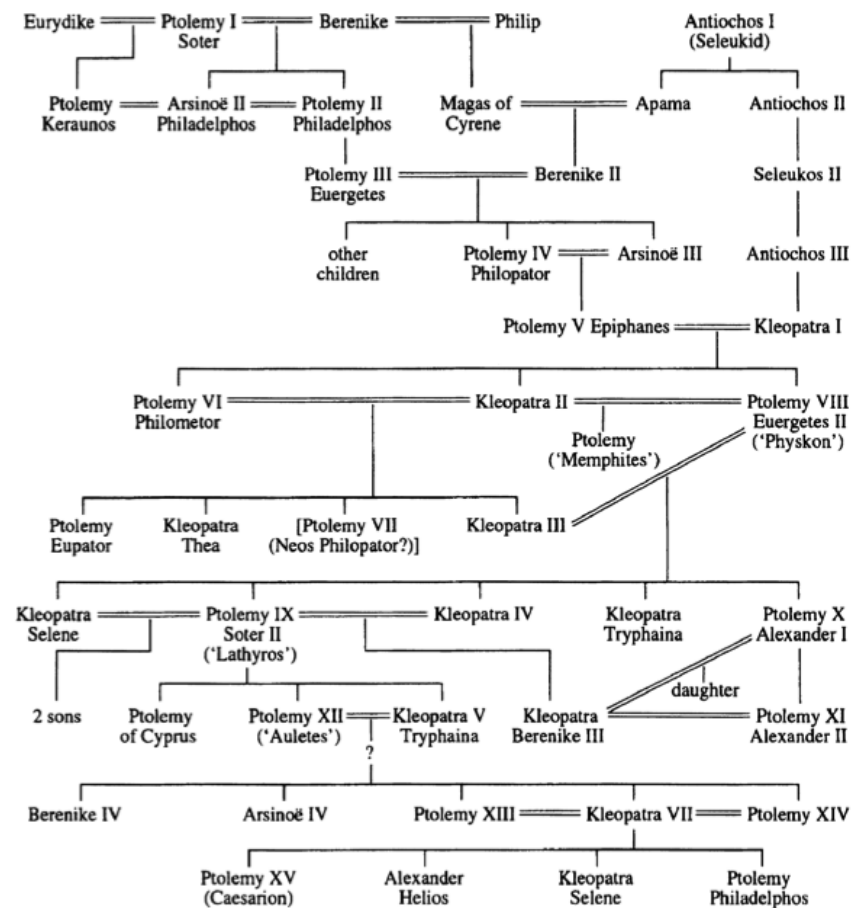 Eurydike Ptolemy I Berenike Philip Antiochos I
Soter (Seleukid)
Ptolemy Arsinoë II Ptolemy II Magas of Apama Antiochos II
Keraunos Philadelphos Philadelphos Cyrene
Ptolemy III Berenike II Seleukos II
Euergetes
other Ptolemy IV Arsinoë III Antiochos III
children Philopator
Ptolemy V Epiphanes Kleopatra I
Ptolemy VI Kleopatra II Ptolemy VIII
Philometor Euergetes II
Ptolemy ('Physkon')
('Memphites')
Ptolemy Kleopatra [Ptolemy VII Kleopatra III
Eupator Thea (Neos Philopator?)]
Kleopatra Ptolemy IX Kleopatra IV Kleopatra Ptolemy X
Selene Soter II Tryphaina Alexander I
('Lathyros')
daughter
2 sons Ptolemy Ptolemy XII Kleopatra V Kleopatra Ptolemy XI
of Cyprus ('Auletes') Tryphaina Berenike III Alexander II
?
Berenike IV Arsinoë IV Ptolemy XIII Kleopatra VII Ptolemy XIV
Ptolemy XV Alexander Kleopatra Ptolemy
(Caesarion) Helios Selene Philadelphos